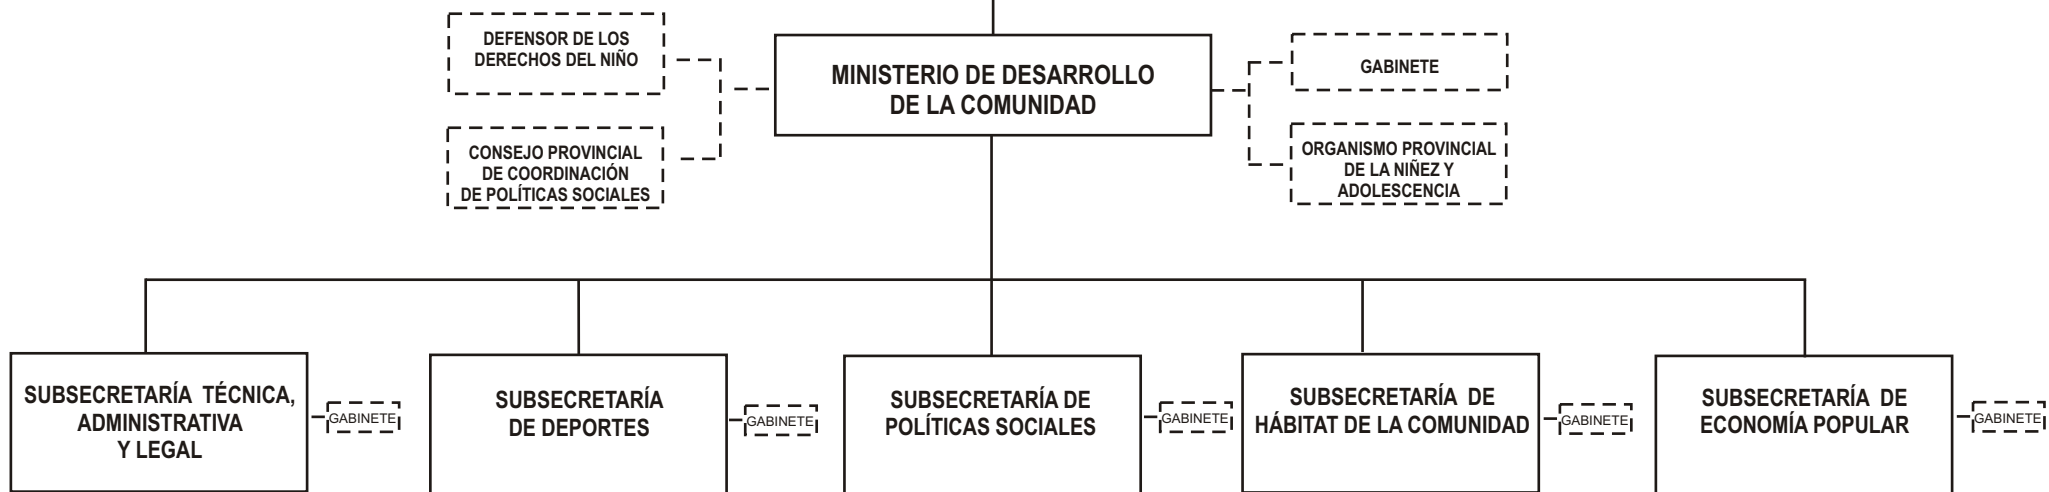 DEFENSOR DE LOS
DERECHOS DEL NIÑO
MINISTERIO DE DESARROLLO
DE LA COMUNIDAD
GABINETE
CONSEJO PROVINCIAL
DE COORDINACIÓN
DE POLÍTICAS SOCIALES
ORGANISMO PROVINCIAL
DE LA NIÑEZ Y
ADOLESCENCIA
SUBSECRETARÍA TÉCNICA,
ADMINISTRATIVA
Y LEGAL
GABINETE
SUBSECRETARÍA
DE DEPORTES
GABINETE
SUBSECRETARÍA DE
POLÍTICAS SOCIALES
GABINETE
SUBSECRETARÍA DE
HÁBITAT DE LA COMUNIDAD
GABINETE
SUBSECRETARÍA DE
ECONOMÍA POPULAR
GABINETE